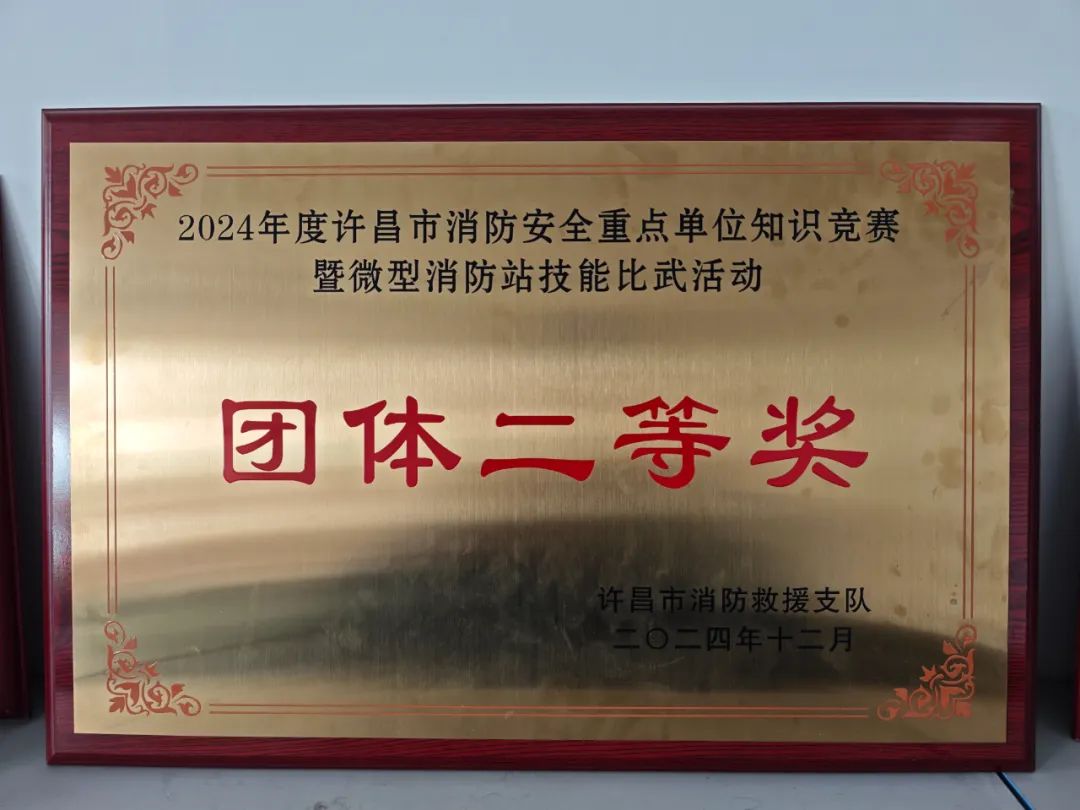 2024年度许昌市消防安全重点单位知识竞赛
暨微型消防站技能比武活动
团体二等奖
许昌市消防救援支队
二〇二四年十二月